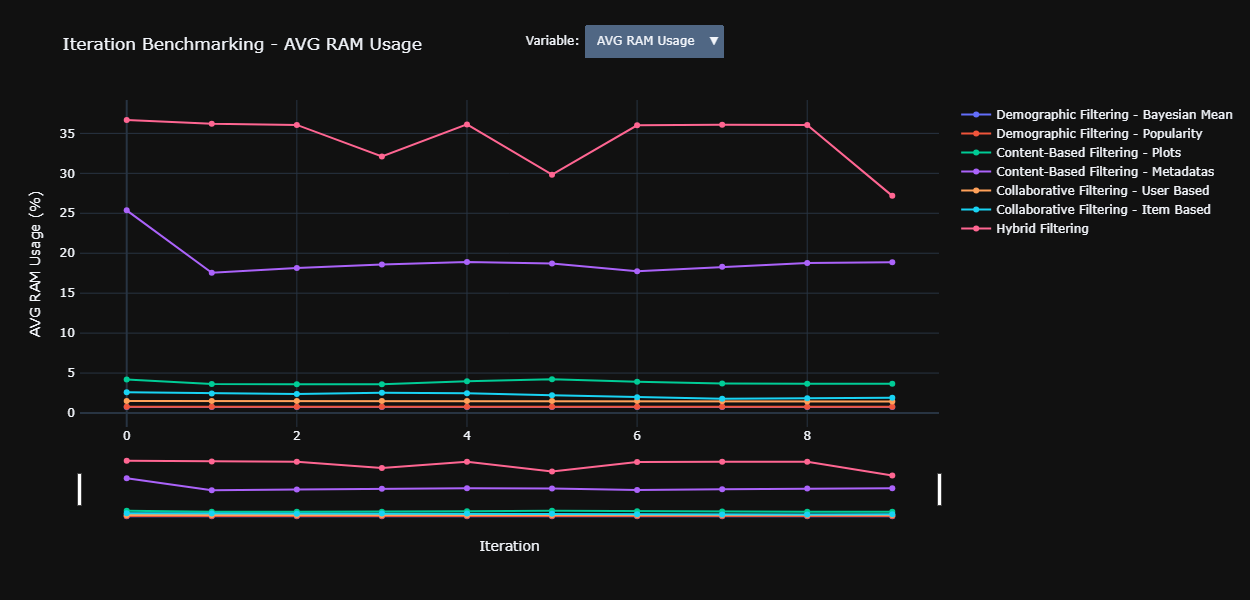 Iteration Benchmarking - AVG RAM Usage
Variable:
AVG RAM Usage ▼
AVG RAM Usage (%)
35
30
25
20
15
10
5
0
0 2 4 6 8
Iteration
Demographic Filtering - Bayesian Mean
Demographic Filtering - Popularity
Content-Based Filtering - Plots
Content-Based Filtering - Metadatas
Collaborative Filtering - User Based
Collaborative Filtering - Item Based
Hybrid Filtering